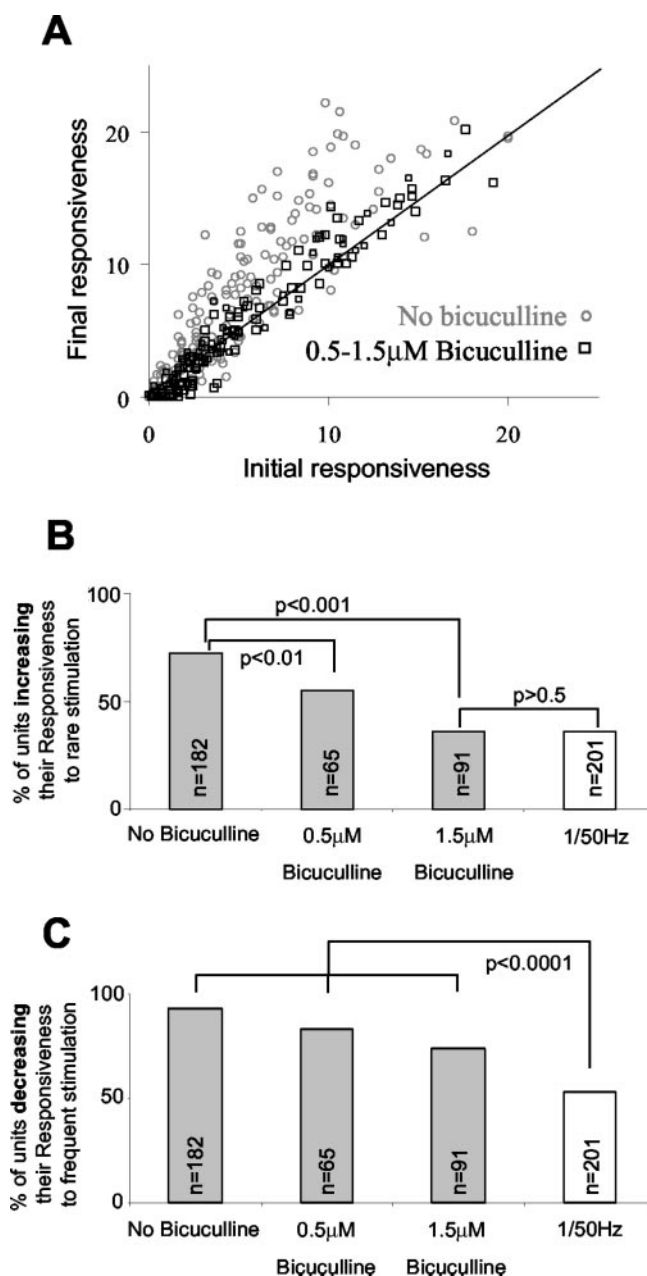 A
Final responsiveness
20
10
0
No bicuculline
0.5-1.5μM Bicuculline
0 10 20
Initial responsiveness
B
% of units increasing
their Responsiveness
to rare stimulation
100
50
0
p<0.001
p<0.01
p>0.5
n=182
n=65
n=91
n=201
No Bicuculline 0.5μM 1.5μM 1/50Hz
Bicuculline Bicuculline
C
% of units decreasing
their Responsiveness
to frequent stimulation
100
50
0
p<0.0001
n=182
n=65
n=91
n=201
No Bicuculline 0.5μM 1.5μM 1/50Hz
Bicuculline Bicuculline